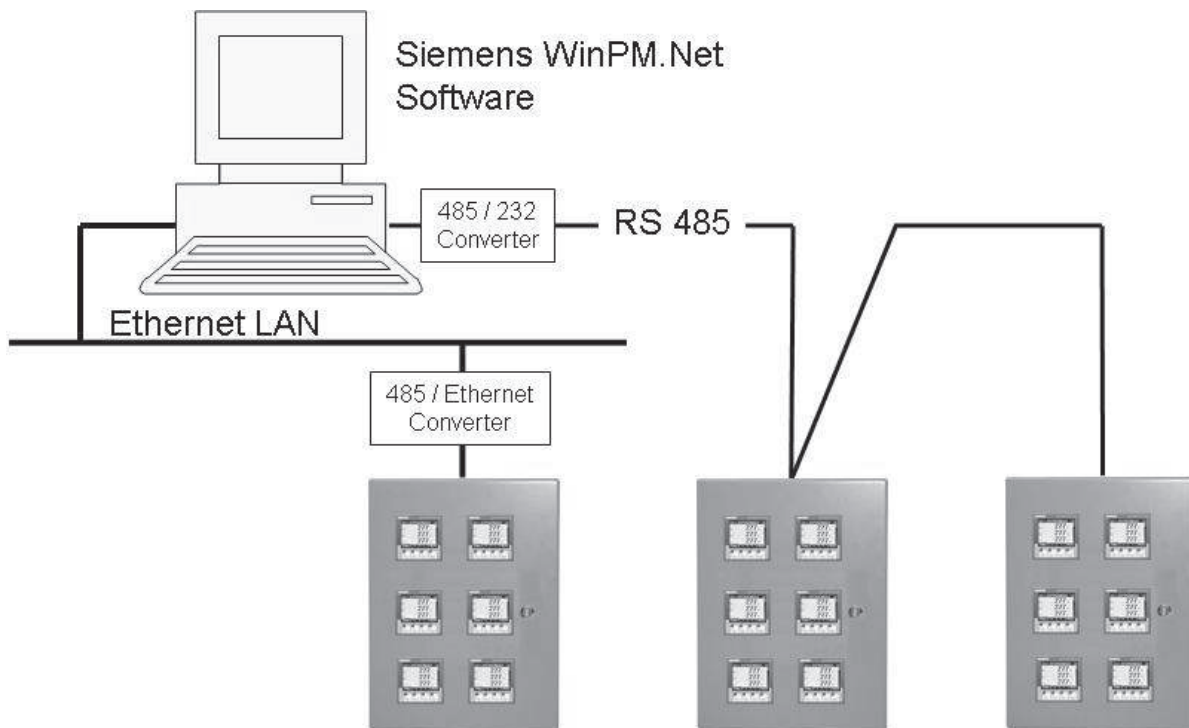 Siemens WinPM.Net
Software
485 / 232
Converter
RS 485
Ethernet LAN
485 / Ethernet
Converter